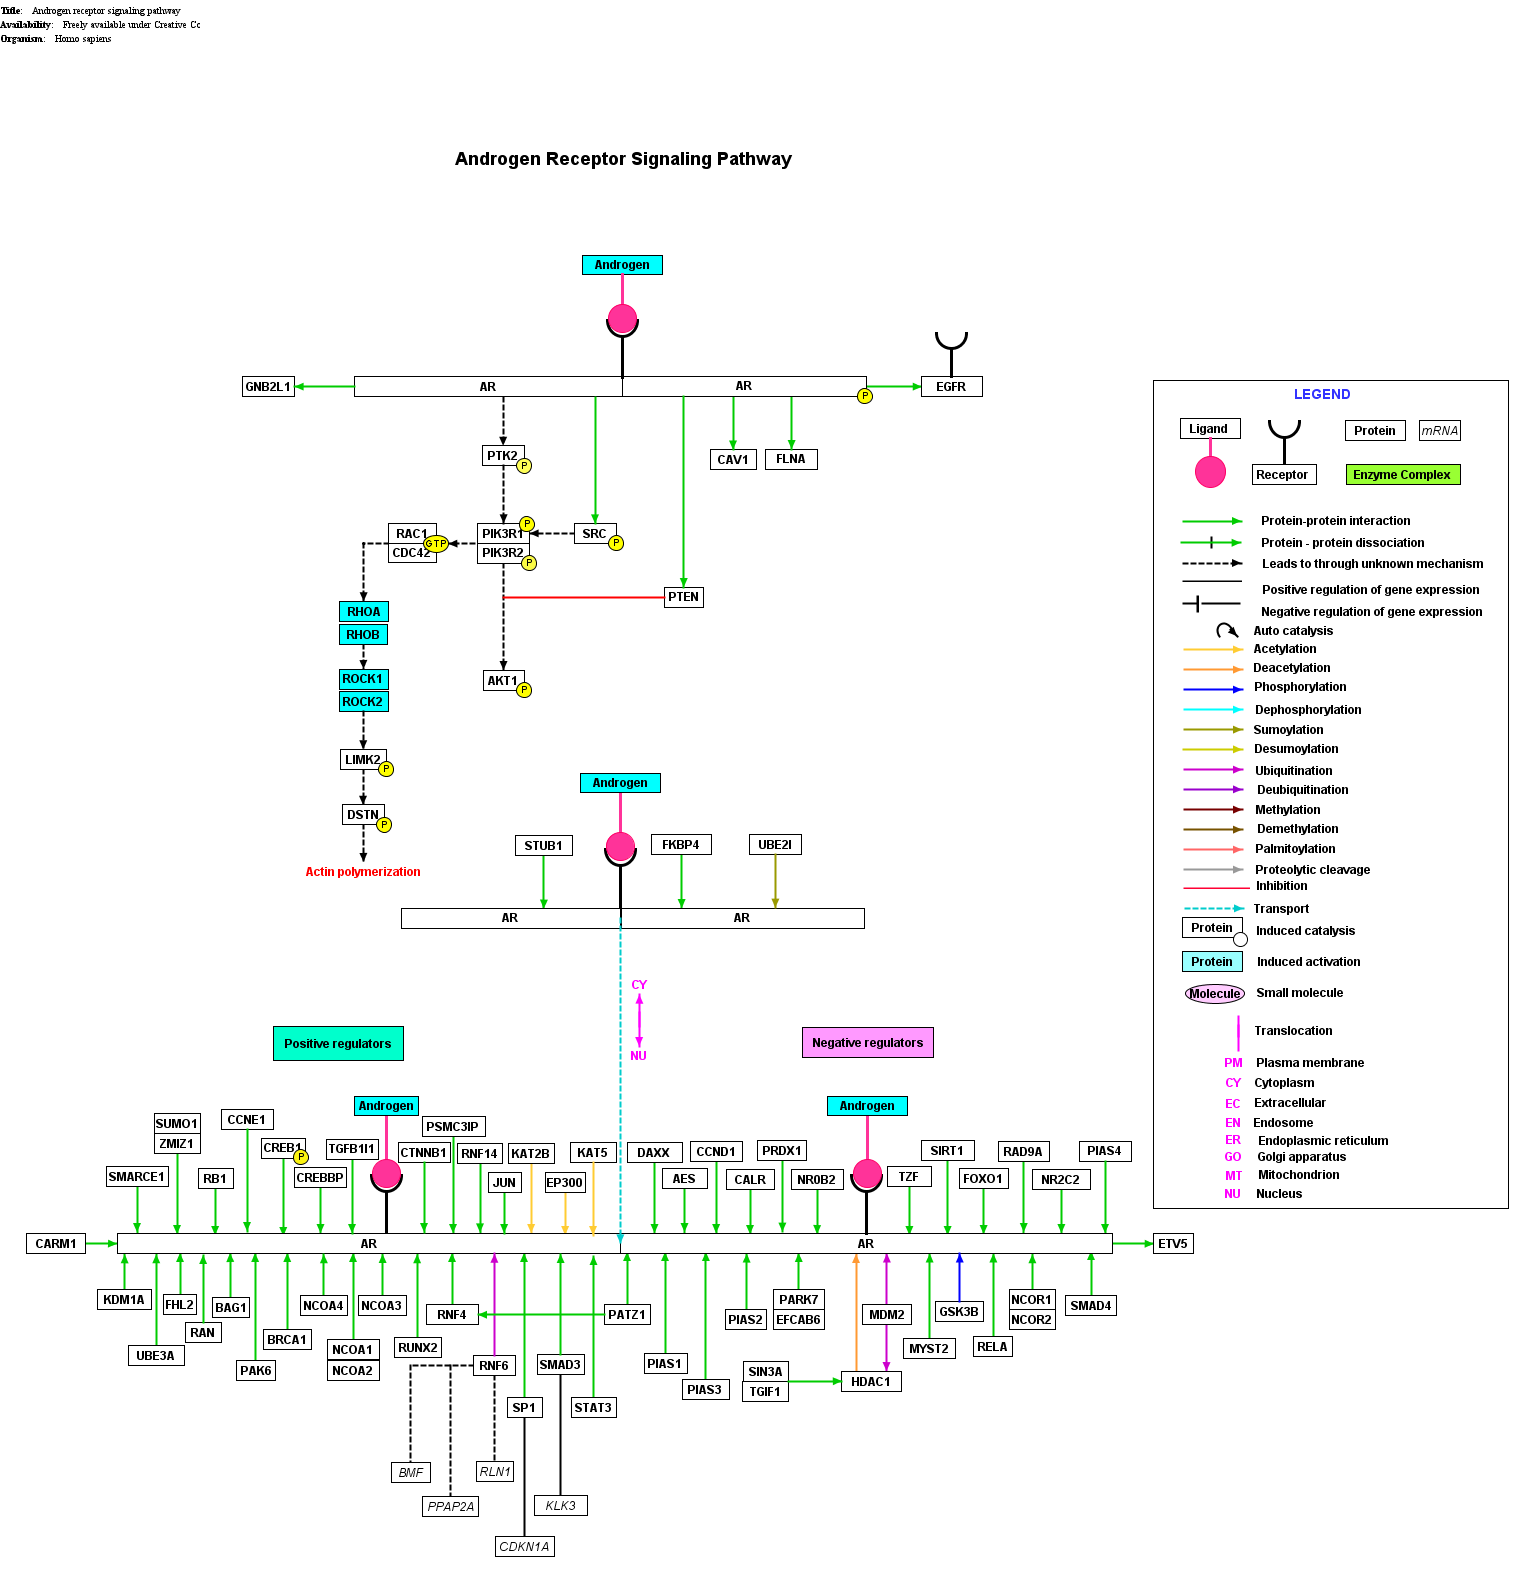 Title: Androgen receptor signaling pathway
Availability: Freely available under Creative Cc
Organism: Homo sapiens
Androgen Receptor Signaling Pathway
Androgen
GNB2L1
AR
AR
P
EGFR
PTK2
P
CAV1
FLNA
RAC1
CDC42
GTP
PIK3R1
P
PIK3R2
P
SRC
P
PTEN
RHOA
RHOB
ROCK1
ROCK2
AKT1
P
LIMK2
P
DSTN
P
Actin polymerization
Androgen
STUB1
FKBP4
UBE2I
AR
AR
CY
NU
Positive regulators
Negative regulators
Androgen
Androgen
SUMO1
ZMIZ1
CCNE1
CREB1
P
TGFB1I1
PSMC3IP
CTNNB1
RNF14
KAT2B
KAT5
DAXX
CCND1
PRDX1
SIRT1
RAD9A
PIAS4
SMARCE1
RB1
CREBBP
JUN
EP300
AES
CALR
NR0B2
TZF
FOXO1
NR2C2
CARM1
AR
AR
ETV5
KDM1A
FHL2
BAG1
NCOA4
NCOA3
RNF4
PATZ1
PIAS2
PARK7
EFCAB6
MDM2
GSK3B
NCOR1
NCOR2
SMAD4
UBE3A
RAN
PAK6
BRCA1
NCOA1
NCOA2
RUNX2
RNF6
SMAD3
SP1
STAT3
PIAS1
PIAS3
SIN3A
TGIF1
HDAC1
MYST2
RELA
BMF
PPAP2A
RLN1
KLK3
CDKN1A
LEGEND
Ligand
Receptor
Protein
mRNA
Enzyme Complex
Protein-protein interaction
Protein - protein dissociation
Leads to through unknown mechanism
Positive regulation of gene expression
Negative regulation of gene expression
Auto catalysis
Acetylation
Deacetylation
Phosphorylation
Dephosphorylation
Sumoylation
Desumoylation
Ubiquitination
Deubiquitination
Methylation
Demethylation
Palmitoylation
Proteolytic cleavage
Inhibition
Transport
Protein Induced catalysis
Protein Induced activation
Molecule Small molecule
Translocation
PM Plasma membrane
CY Cytoplasm
EC Extracellular
EN Endosome
ER Endoplasmic reticulum
GO Golgi apparatus
MT Mitochondrion
NU Nucleus